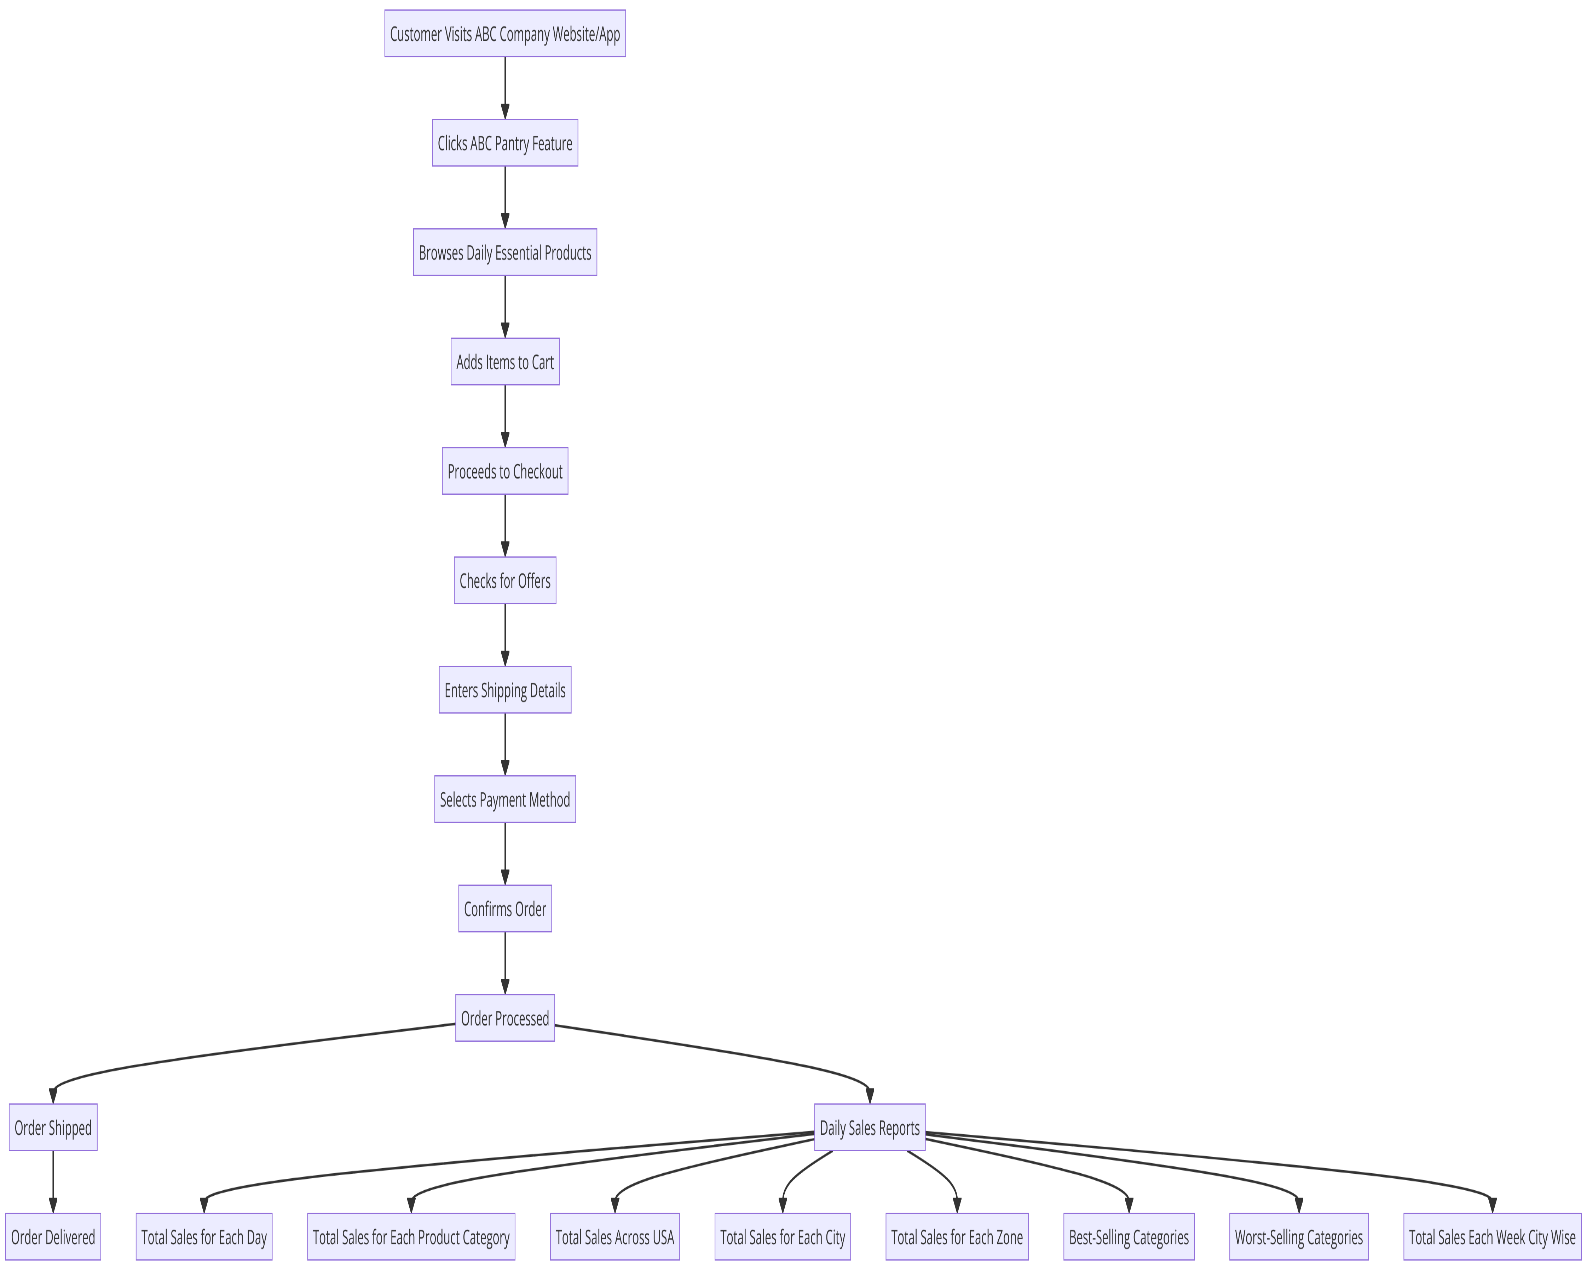 Customer Visits ABC Company Website/App
Clicks ABC Pantry Feature
Browses Daily Essential Products
Adds Items to Cart
Proceeds to Checkout
Checks for Offers
Enters Shipping Details
Selects Payment Method
Confirms Order
Order Processed
Order Shipped
Daily Sales Reports
Order Delivered
Total Sales for Each Day
Total Sales for Each Product Category
Total Sales Across USA
Total Sales for Each City
Total Sales for Each Zone
Best-Selling Categories
Worst-Selling Categories
Total Sales Each Week City Wise